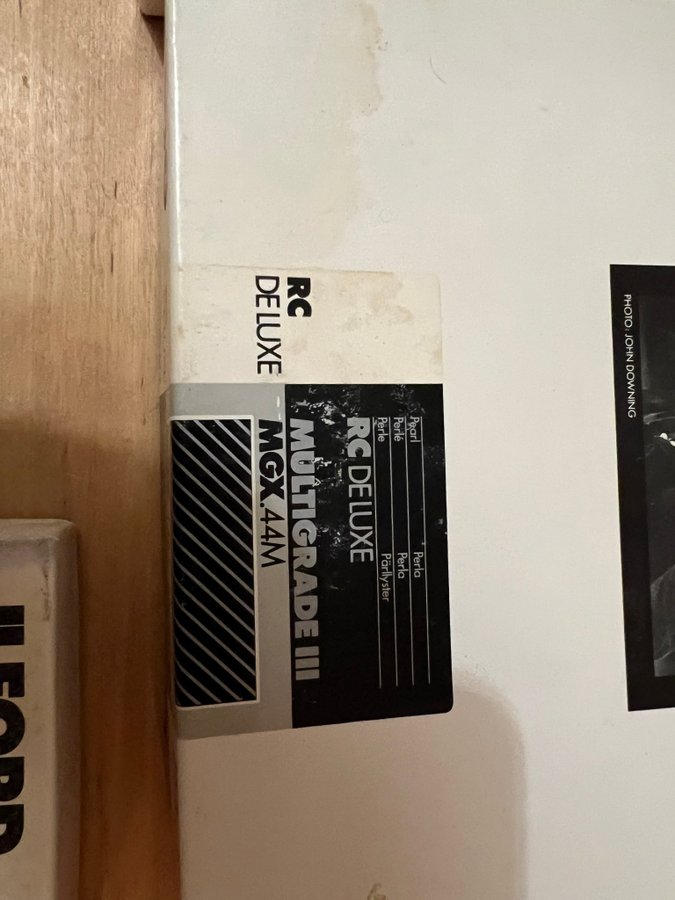 PHOTO: JOHN DOWNING
Pearl Perla
Perlé Perla
Perle Pärllyster
RC DE LUXE
RC
DE LUXE
MULTIGRADE III
MGX.44M
ILFORD